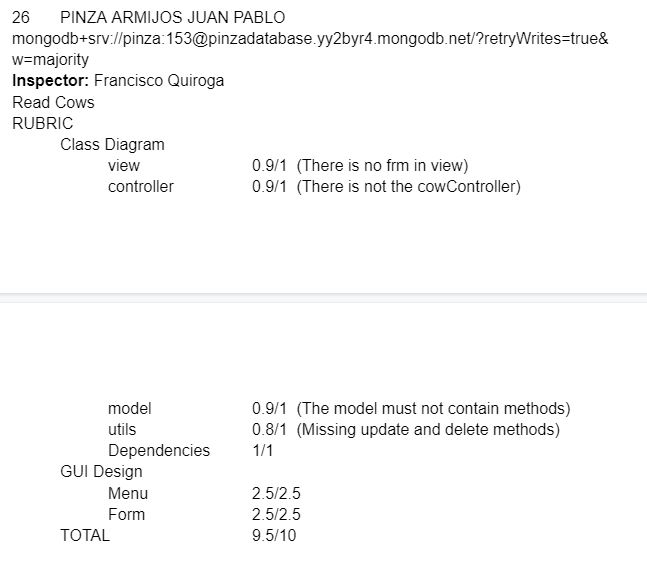 26 PINZA ARMIJOS JUAN PABLO
mongodb+srv://pinza:153@pinzadatabase.yy2byr4.mongodb.net/?retryWrites=true&
w=majority
Inspector: Francisco Quiroga
Read Cows
RUBRIC
Class Diagram
view 0.9/1 (There is no frm in view)
controller 0.9/1 (There is not the cowController)
model 0.9/1 (The model must not contain methods)
utils 0.8/1 (Missing update and delete methods)
Dependencies 1/1
GUI Design
Menu 2.5/2.5
Form 2.5/2.5
TOTAL 9.5/10